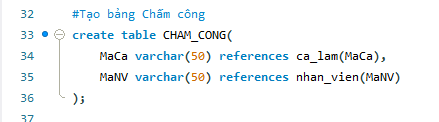 32 #Tạo bảng Chấm công
33 create table CHAM_CONG(
34 MaCa varchar(50) references ca_lam(MaCa),
35 MaNV varchar(50) references nhan_vien(MaNV)
36 );